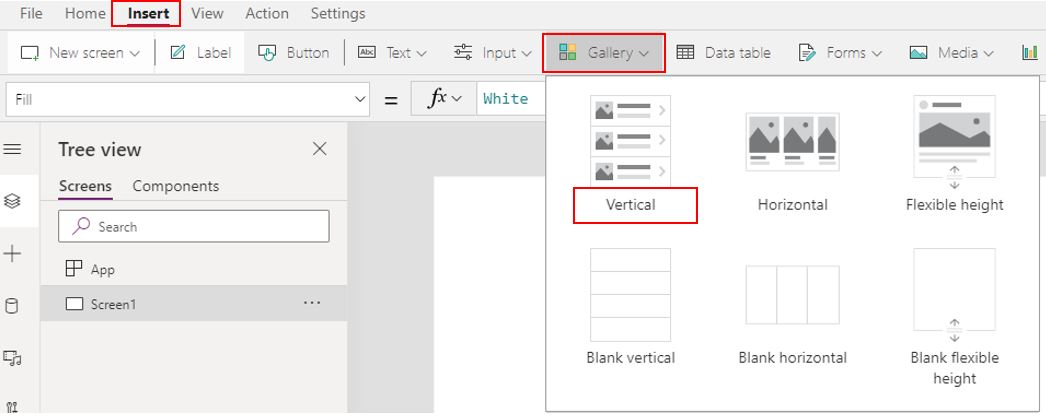 File Home Insert View Action Settings
New screen Label Button Abc Text Input Gallery Data table Forms Media
Fill = fx White
Tree view
Screens Components
Search
App
Screen1 ...
Vertical Horizontal Flexible height
Blank vertical Blank horizontal Blank flexible
height